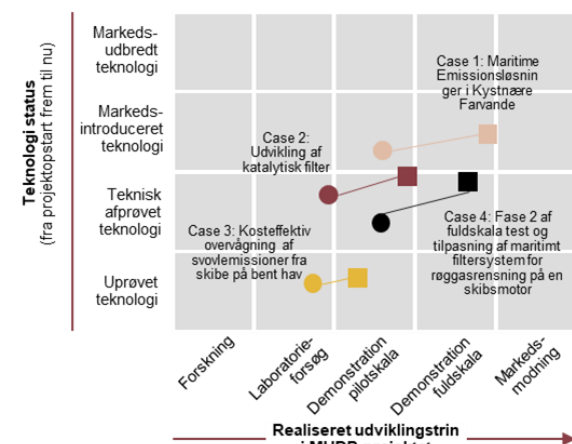 Teknologi status
(fra projektopstart frem til nu)
Markeds-
udbredt
teknologi
Markeds-
introduceret
teknologi
Teknisk
afprøvet
teknologi
Uprøvet
teknologi
Case 1: Maritime
Emissionsløsnin
ger i Kystnære
Farvande
Case 2:
Udvikling af
katalytisk filter
Case 3: Kosteffektiv
overvågning af
svovlemissioner fra
skibe på bent hav
Case 4: Fase 2 af
fuldskala test og
tilpasning af maritimt
filtersystem for
røggasrensning på en
skibsmotor
Forskning
Laboratorie-
forsøg
Demonstration
pilotskala
Demonstration
fuldskala
Markeds-
modning
Realiseret udviklingstrin